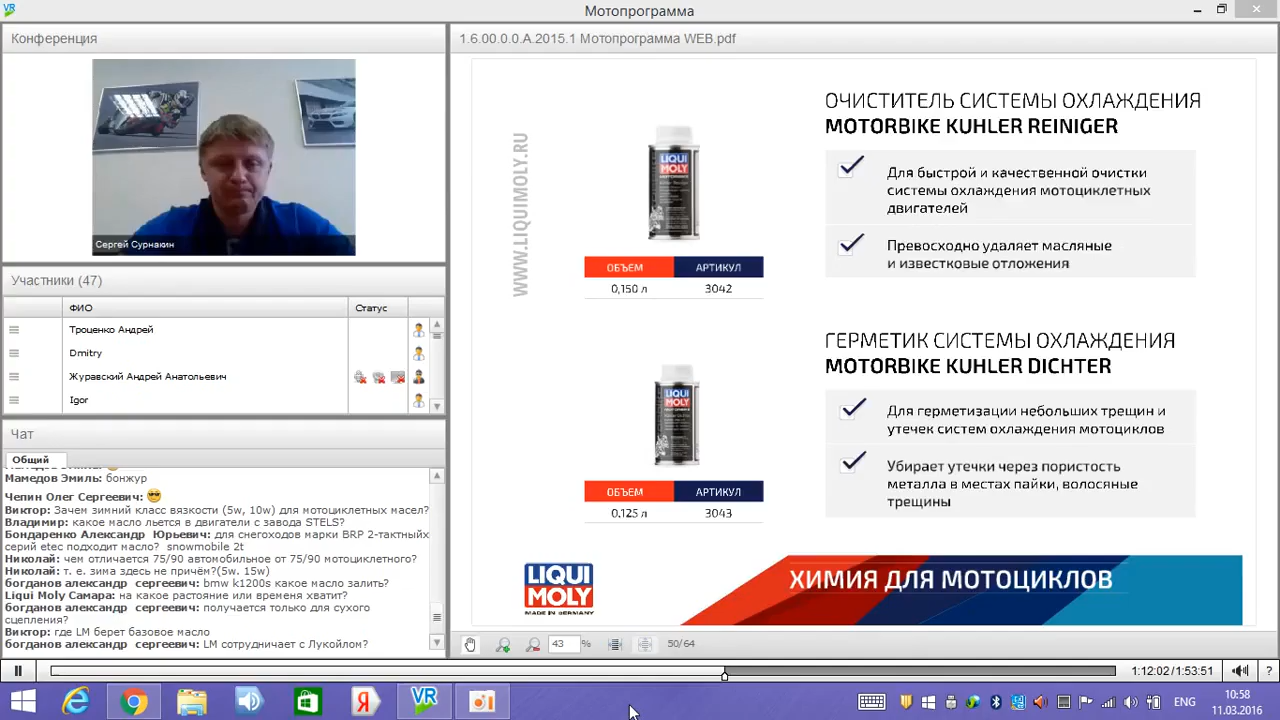 Мотопрограмма
Конференция
Сергей Сурнакин
Участники (47)
ФИО
Статус
Троценко Андрей
Dmitry
Журавский Андрей Анатольевич
Igor
Чат
Общий
Мамедов Эмиль: бонжур
Чепин Олег Сергеевич:
Виктор: Зачем зимний класс вязкости (5w, 10w) для мотоциклетных масел?
Владимир: какое масло льется в двигатели с завода STELS?
Бондаренко Александр Юрьевич: для снегоходов марки BRP 2-тактныйх
серий etec подходит масло? snowmobile 2t
Николай: чем отличается 75/90 автомобильное от 75/90 мотоциклетного?
Николай: т. е. зима здесь не причём?(5w. 15w)
богданов александр сергеевич: bmw k1200s какое масло залить?
Liqui Moly Самара: на какое растояние или временя хватит?
богданов александр сергеевич: получается только для сухого
сцепления?
Виктор: где LM берет базовое масло
богданов александр сергеевич: LM сотрудничает с Лукойлом?
1.6.00.0.0.A.2015.1 Мотопрограмма WEB.pdf
WWW.LIQUIMOLY.RU
ОЧИСТИТЕЛЬ СИСТЕМЫ ОХЛАЖДЕНИЯ
MOTORBIKE KUHLER REINIGER
Для быстрой и качественной очистки
системы охлаждения мотоциклетных
двигателей
Превосходно удаляет масляные
и известковые отложения
LIQUI
MOLY
ОБЪЕМ АРТИКУЛ
0,150 л 3042
ГЕРМЕТИК СИСТЕМЫ ОХЛАЖДЕНИЯ
MOTORBIKE KUHLER DICHTER
Для герметизации небольших трещин и
утечек систем охлаждения мотоциклов
Убирает утечки через пористость
металла в местах пайки, волосяные
трещины
LIQUI
MOLY
ОБЪЕМ АРТИКУЛ
0,125 л 3043
LIQUI
MOLY
MADE IN GERMANY
ХИМИЯ ДЛЯ МОТОЦИКЛОВ
43 %
50/64
1:12:02/1:53:51
?
VR
ENG
10:58
11.03.2016